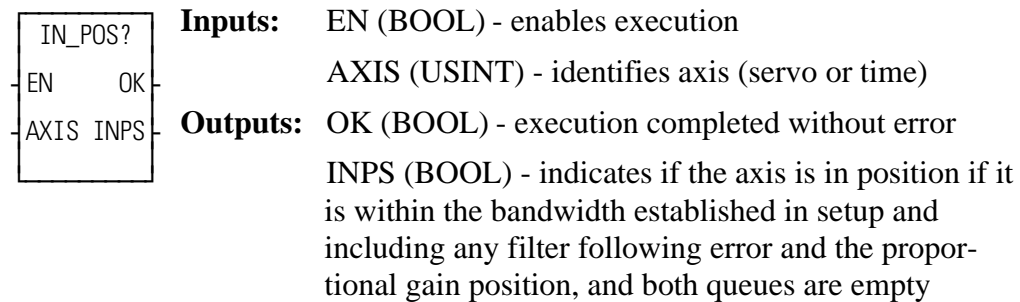 IN_POS?
EN OK
AXIS INPS
Inputs: EN (BOOL) - enables execution
AXIS (USINT) - identifies axis (servo or time)
Outputs: OK (BOOL) - execution completed without error
INPS (BOOL) - indicates if the axis is in position if it
is within the bandwidth established in setup and
including any filter following error and the propor-
tional gain position, and both queues are empty